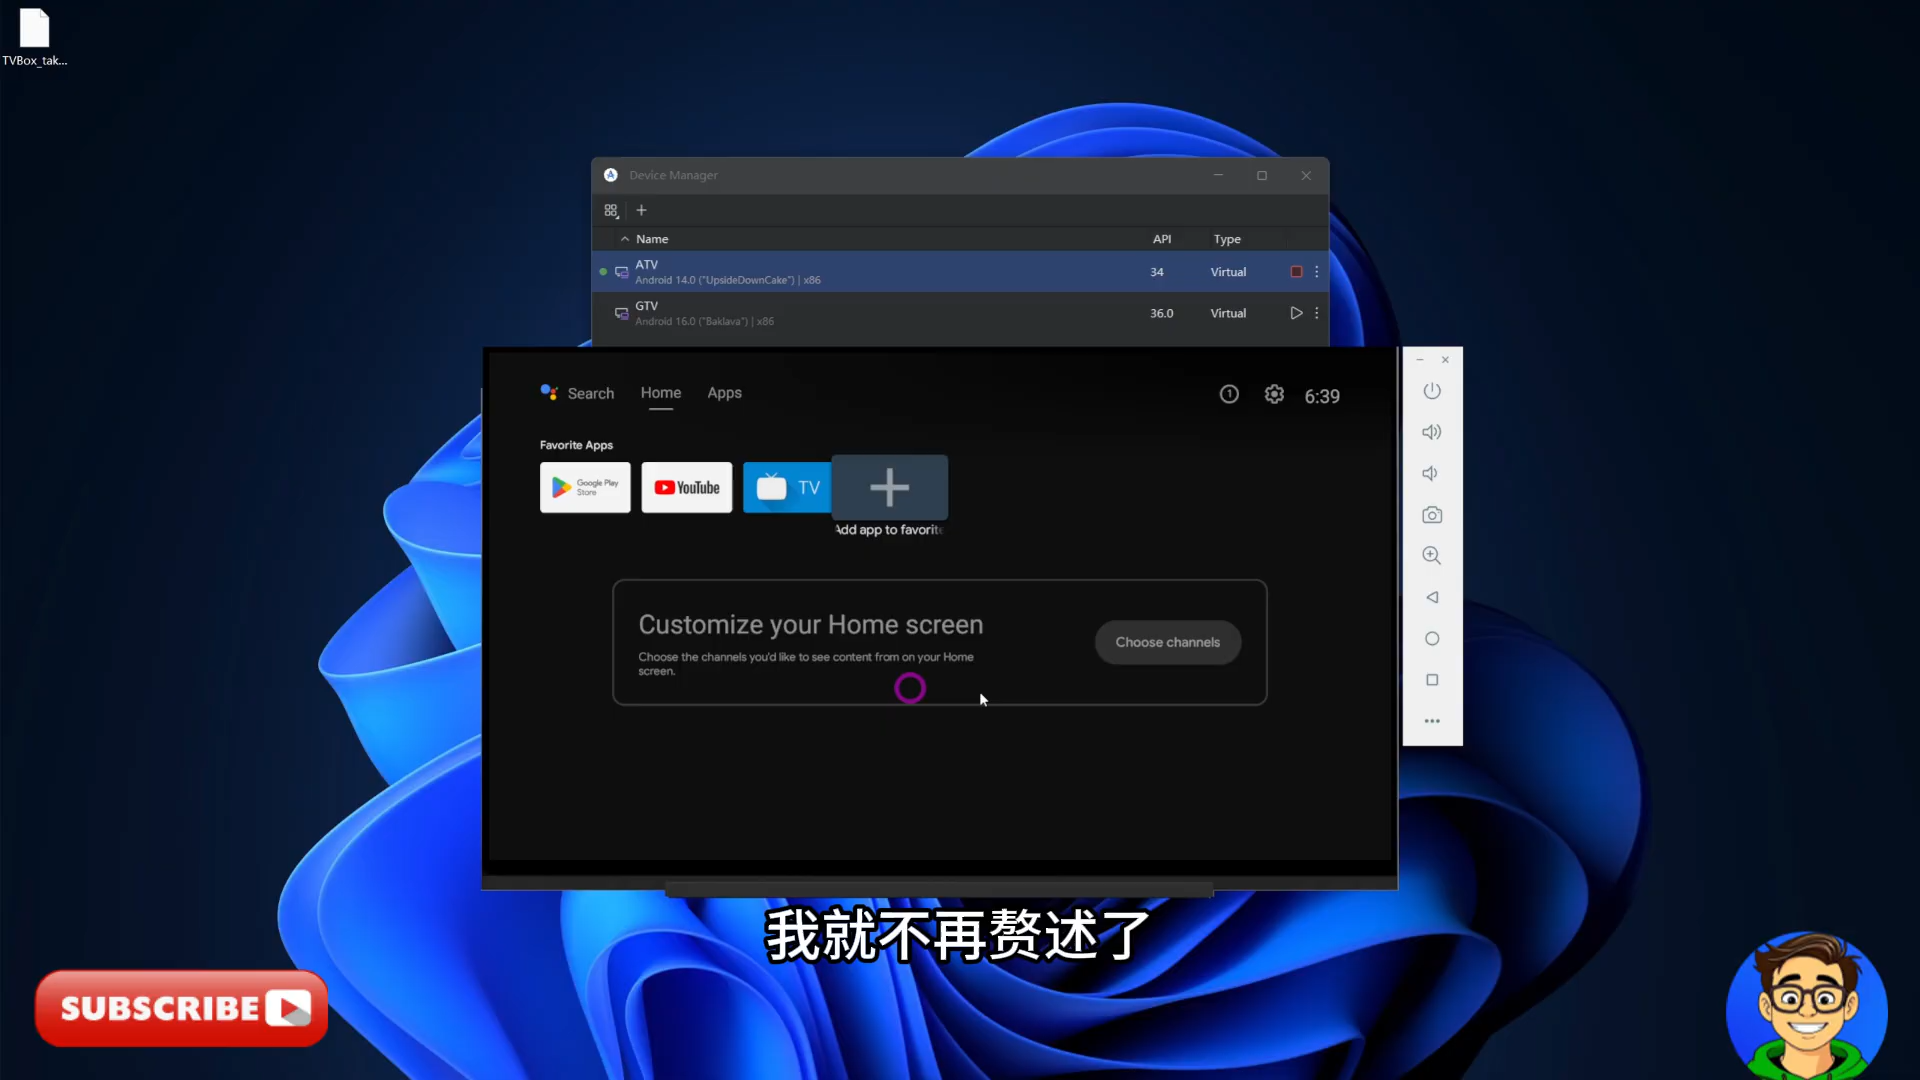 TVBox_tak...
Device Manager
Name API Type
ATV
Android 14.0 ("UpsideDownCake") | x86
34 Virtual
GTV
Android 16.0 ("Baklava") | x86
36.0 Virtual
Search Home Apps
1
6:39
Favorite Apps
Google Play
Store
YouTube
TV
Add app to favorite
Customize your Home screen
Choose the channels you'd like to see content from on your Home
screen.
Choose channels
我就不再赘述了
SUBSCRIBE